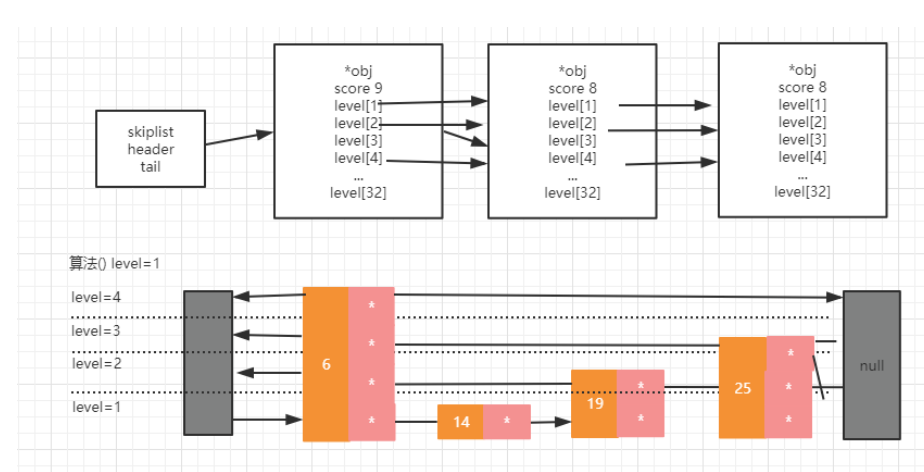 skiplist
header
tail
*obj
score 9
level[1]
level[2]
level[3]
level[4]
...
level[32]
*obj
score 8
level[1]
level[2]
level[3]
level[4]
...
level[32]
*obj
score 8
level[1]
level[2]
level[3]
level[4]
...
level[32]
算法() level=1
level=4
level=3
level=2
level=1
6
*
*
*
*
14
*
19
*
*
25
*
*
*
null